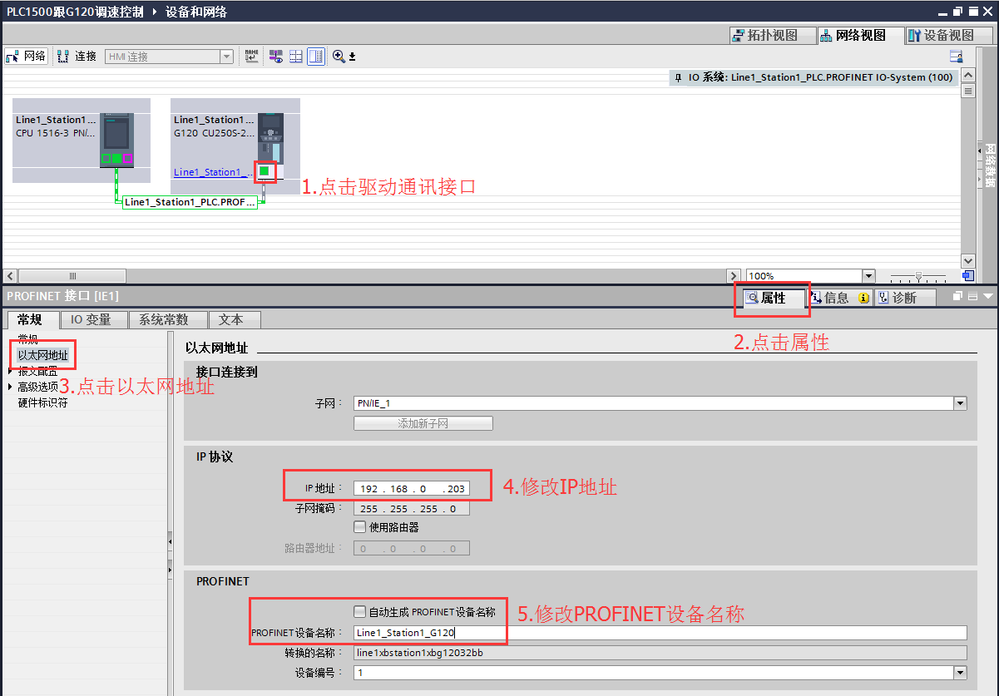 PLC1500跟G120调速控制 ▸ 设备和网络
拓扑视图 网络视图 设备视图
网络 连接 HMI 连接
IO 系统: Line1_Station1_PLC.PROFINET IO-System (100)
Line1_Station1...
CPU 1516-3 PN/...
Line1_Station1...
G120 CU250S-2...
Line1_Station1_...
1.点击驱动通讯接口
Line1_Station1_PLC.PROF...
网络数据
100%
PROFINET 接口 [IE1]
属性 信息 诊断
2.点击属性
常规 IO 变量 系统常数 文本
常规
以太网地址
报文配置
高级选项
硬件标识符
3.点击以太网地址
以太网地址
接口连接到
子网: PN/IE_1
添加新子网
IP 协议
IP 地址: 192 . 168 . 0 . 203
4.修改IP地址
子网掩码: 255 . 255 . 255 . 0
使用路由器
路由器地址: 0 . 0 . 0 . 0
PROFINET
自动生成 PROFINET 设备名称
5.修改PROFINET设备名称
PROFINET 设备名称: Line1_Station1_G120
转换的名称: line1xbstation1xbg12032bb
设备编号: 1